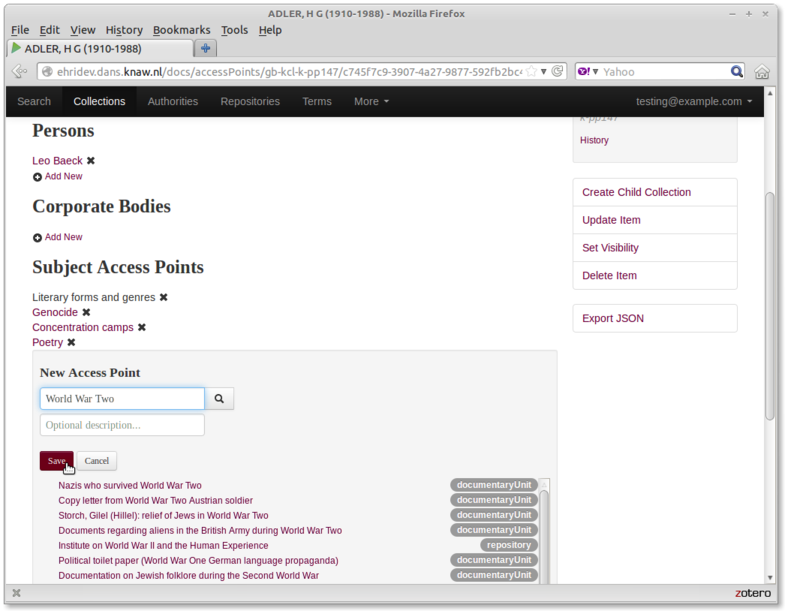 ADLER, H G (1910-1988) - Mozilla Firefox
File Edit View History Bookmarks Tools Help
ADLER, H G (1910-1988)
ehridev.dans.knaw.nl/docs/accessPoints/gb-kcl-k-pp147/c745f7c9-3907-4a27-9877-592fb2bc
Yahoo
Search Collections Authorities Repositories Terms More testing@example.com
Persons
k-pp147
Leo Baeck
History
Add New
Corporate Bodies
Create Child Collection
Update Item
Add New
Set Visibility
Subject Access Points
Delete Item
Literary forms and genres
Genocide
Export JSON
Concentration camps
Poetry
New Access Point
World War Two
Optional description...
Save Cancel
Nazis who survived World War Two documentaryUnit
Copy letter from World War Two Austrian soldier documentaryUnit
Storch, Gilel (Hillel): relief of Jews in World War Two documentaryUnit
Documents regarding aliens in the British Army during World War Two documentaryUnit
Institute on World War II and the Human Experience repository
Political toilet paper (World War One German language propaganda) documentaryUnit
Documentation on Jewish folklore during the Second World War documentaryUnit
zotero